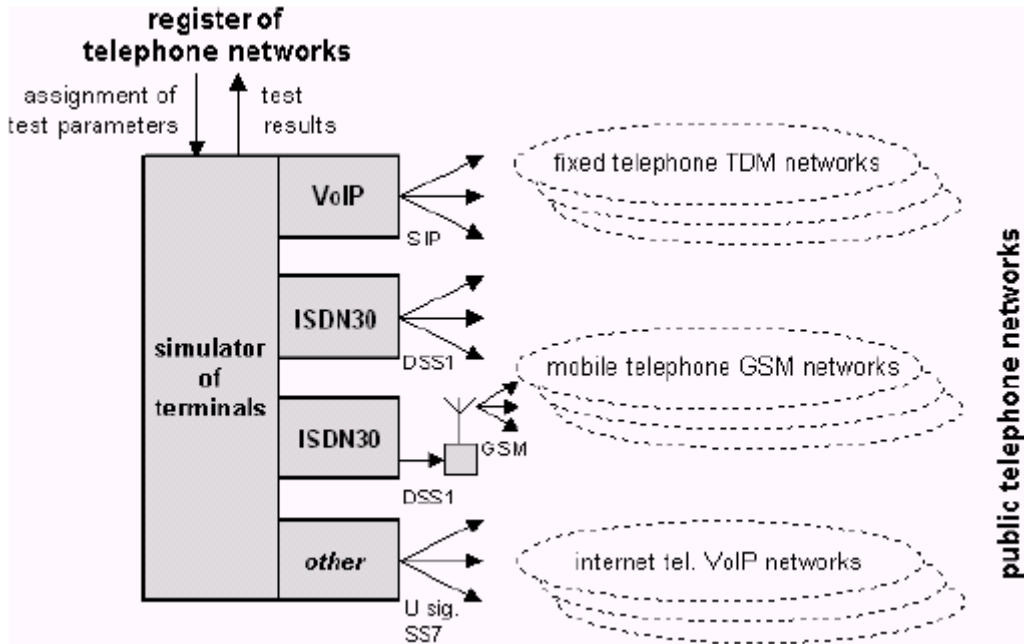 register of
telephone networks
assignment of
test parameters
test
results
simulator
of
terminals
VoIP
SIP
ISDN30
DSS1
ISDN30
DSS1
GSM
other
U sig.
SS7
fixed telephone TDM networks
mobile telephone GSM networks
internet tel. VoIP networks
public telephone networks